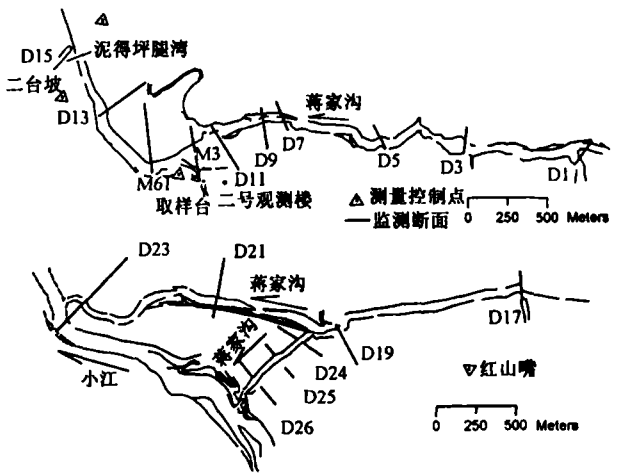 D15
泥得坪腿湾
二台坡
D13
M61
取样台
M3
二号观测楼
D11
D9
D7
蒋家沟
D5
D3
D1
测量控制点
监测断面
0 250 500 Meters
D23
D21
蒋家沟
蒋家沟
小江
D17
D19
D24
D25
D26
红山嘴
0 250 500 Meters